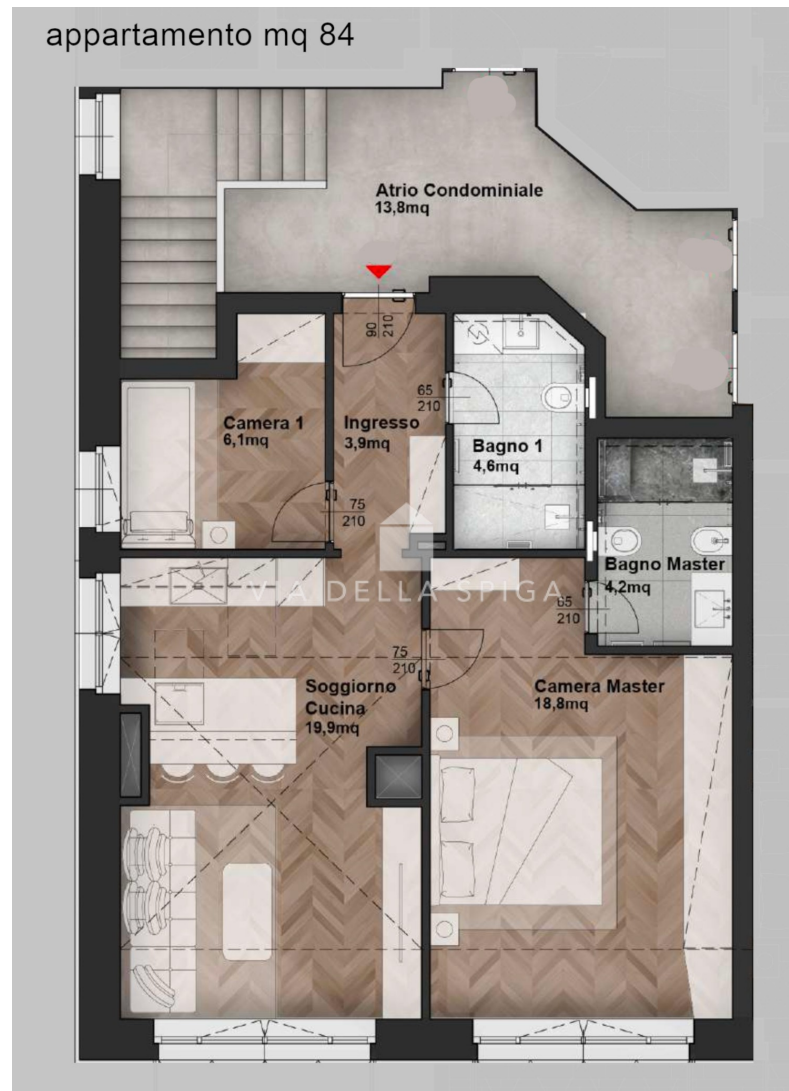 appartamento mq 84
Atrio Condominiale
13,8mq
90
210
Camera 1
6,1mq
Ingresso
3,9mq
65
210
Bagno 1
4,6mq
75
210
Bagno Master
4,2mq
VIA DELLA SPIGA
65
210
75
210
Soggiorno
Cucina
19,9mq
Camera Master
18,8mq